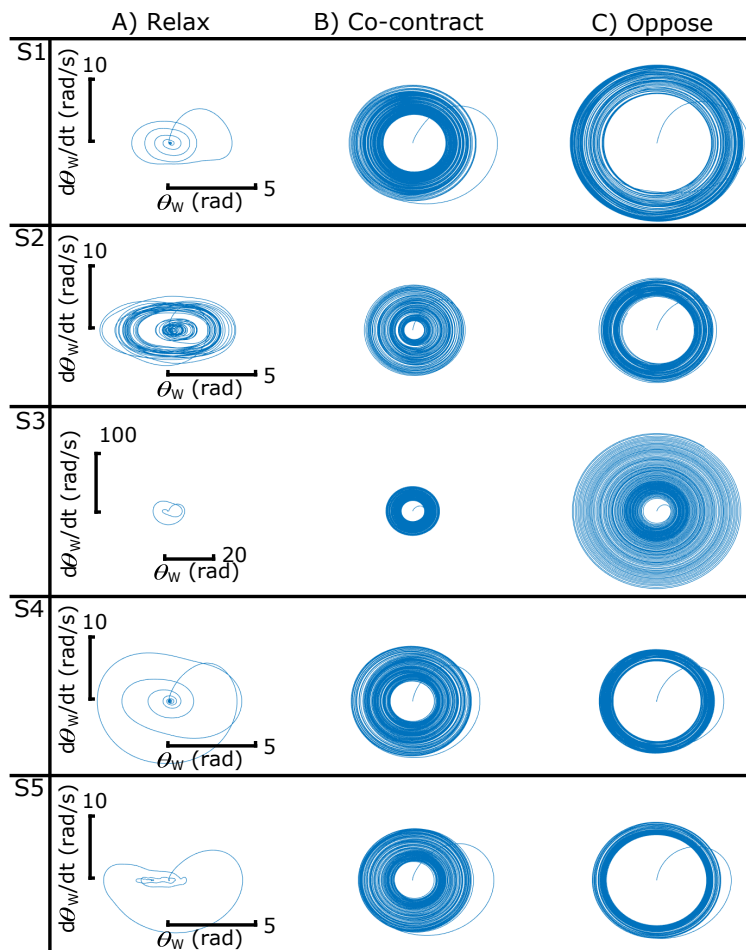 A) Relax B) Co-contract C) Oppose
S1
10
dθw/dt (rad/s)
5
θw (rad)
S2
10
dθw/dt (rad/s)
5
θw (rad)
S3
100
dθw/dt (rad/s)
20
θw (rad)
S4
10
dθw/dt (rad/s)
5
θw (rad)
S5
10
dθw/dt (rad/s)
5
θw (rad)